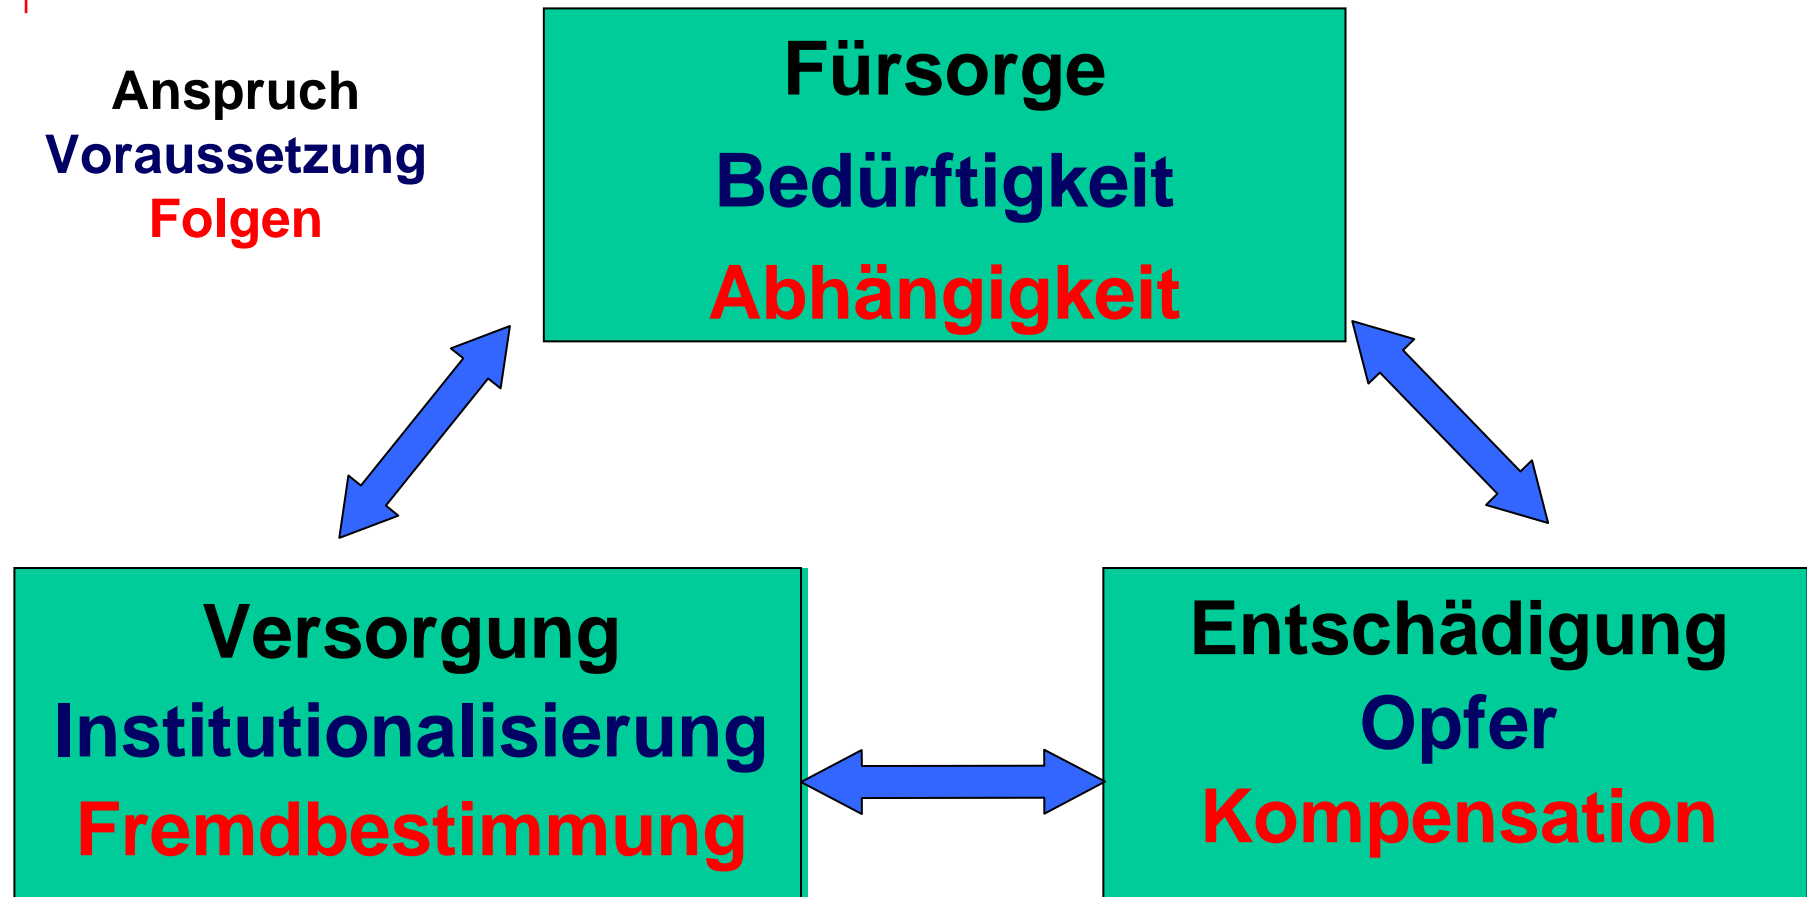 Anspruch
Voraussetzung
Folgen
Fürsorge
Bedürftigkeit
Abhängigkeit
Versorgung
Institutionalisierung
Fremdbestimmung
Entschädigung
Opfer
Kompensation